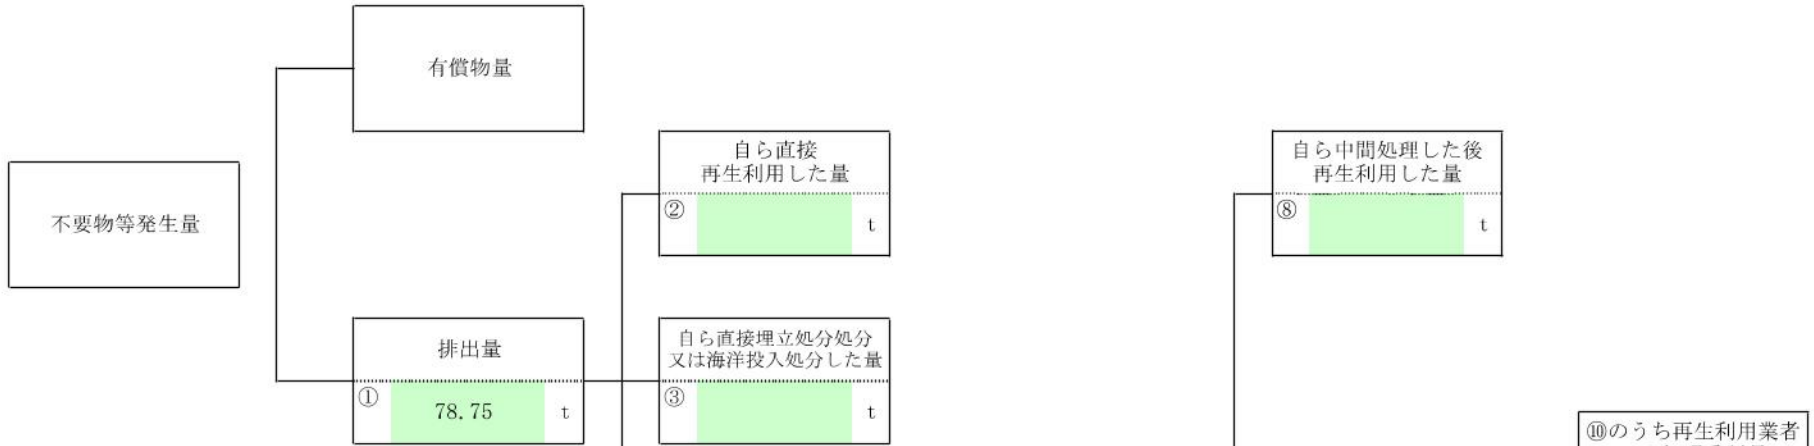 有償物量
自ら直接
再生利用した量
②
t
自ら中間処理した後
再生利用した量
⑧
t
不要物等発生量
排出量
①
78.75
t
自ら直接埋立処分処分
又は海洋投入処分した量
③
t
⑩のうち再生利用業者